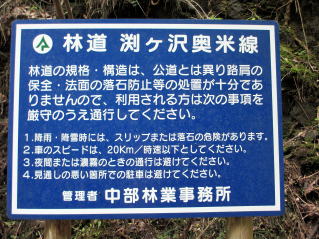 林道 渕ヶ沢奥米線
林道の規格・構造は、公道とは異り路肩の
保全・法面の落石防止等の処置が十分であ
りませんので、利用される方は次の事項を
厳守のうえ通行してください。
1.降雨・降雪時には、スリップまたは落石の危険があります。
2.車のスピードは、20Km/時速以下としてください。
3.夜間または濃霧のときの通行は避けてください。
4.見通しの悪い箇所での駐車は避けてください。
管理者 中部林業事務所